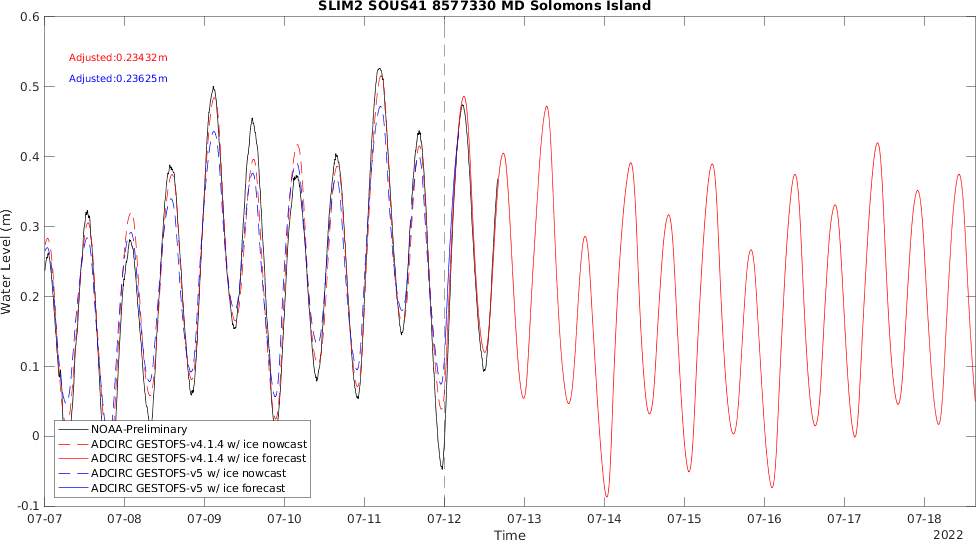 SLIM2 SOUS41 8577330 MD Solomons Island
0.6
0.5
0.4
0.3
0.2
0.1
0
-0.1
Water Level (m)
Adjusted:0.23432m
Adjusted:0.23625m
NOAA-Preliminary
ADCIRC GESTOFS-v4.1.4 w/ ice nowcast
ADCIRC GESTOFS-v4.1.4 w/ ice forecast
ADCIRC GESTOFS-v5 w/ ice nowcast
ADCIRC GESTOFS-v5 w/ ice forecast
07-07 07-08 07-09 07-10 07-11 07-12 07-13 07-14 07-15 07-16 07-17 07-18
Time
2022